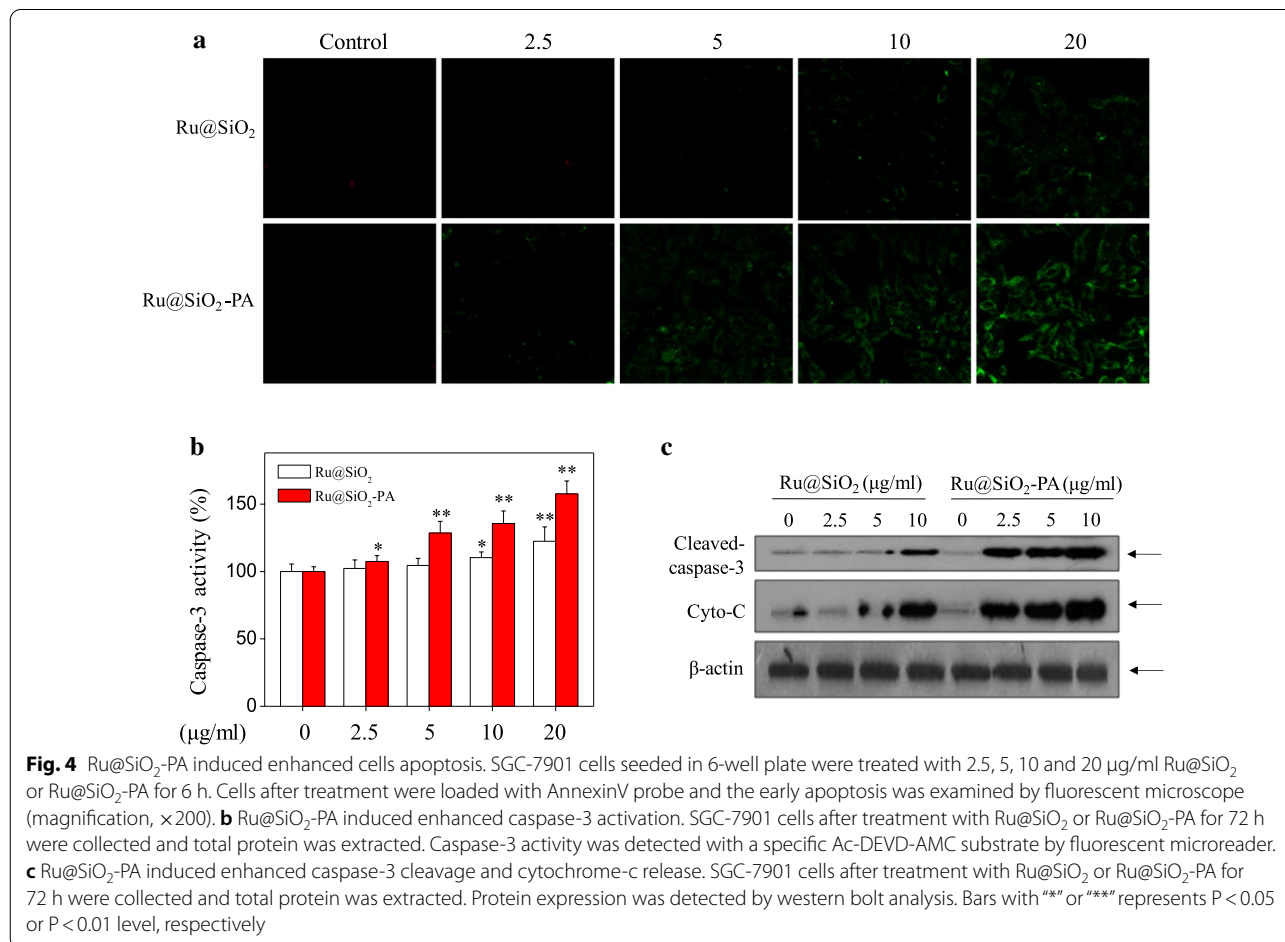 a
Control 2.5 5 10 20
Ru@SiO₂
Ru@SiO₂-PA
b
Ru@SiO₂
Ru@SiO₂-PA
Caspase-3 activity (%)
150
100
50
0
* ** * ** ** **
(µg/ml) 0 2.5 5 10 20
c
Ru@SiO₂ (µg/ml) Ru@SiO₂-PA (µg/ml)
0 2.5 5 10 0 2.5 5 10
Cleaved-
caspase-3
Cyto-C
β-actin
Fig. 4 Ru@SiO₂-PA induced enhanced cells apoptosis. SGC-7901 cells seeded in 6-well plate were treated with 2.5, 5, 10 and 20 µg/ml Ru@SiO₂
or Ru@SiO₂-PA for 6 h. Cells after treatment were loaded with AnnexinV probe and the early apoptosis was examined by fluorescent microscope
(magnification, ×200). b Ru@SiO₂-PA induced enhanced caspase-3 activation. SGC-7901 cells after treatment with Ru@SiO₂ or Ru@SiO₂-PA for 72 h
were collected and total protein was extracted. Caspase-3 activity was detected with a specific Ac-DEVD-AMC substrate by fluorescent microreader.
c Ru@SiO₂-PA induced enhanced caspase-3 cleavage and cytochrome-c release. SGC-7901 cells after treatment with Ru@SiO₂ or Ru@SiO₂-PA for
72 h were collected and total protein was extracted. Protein expression was detected by western bolt analysis. Bars with “*” or “**” represents P < 0.05
or P < 0.01 level, respectively